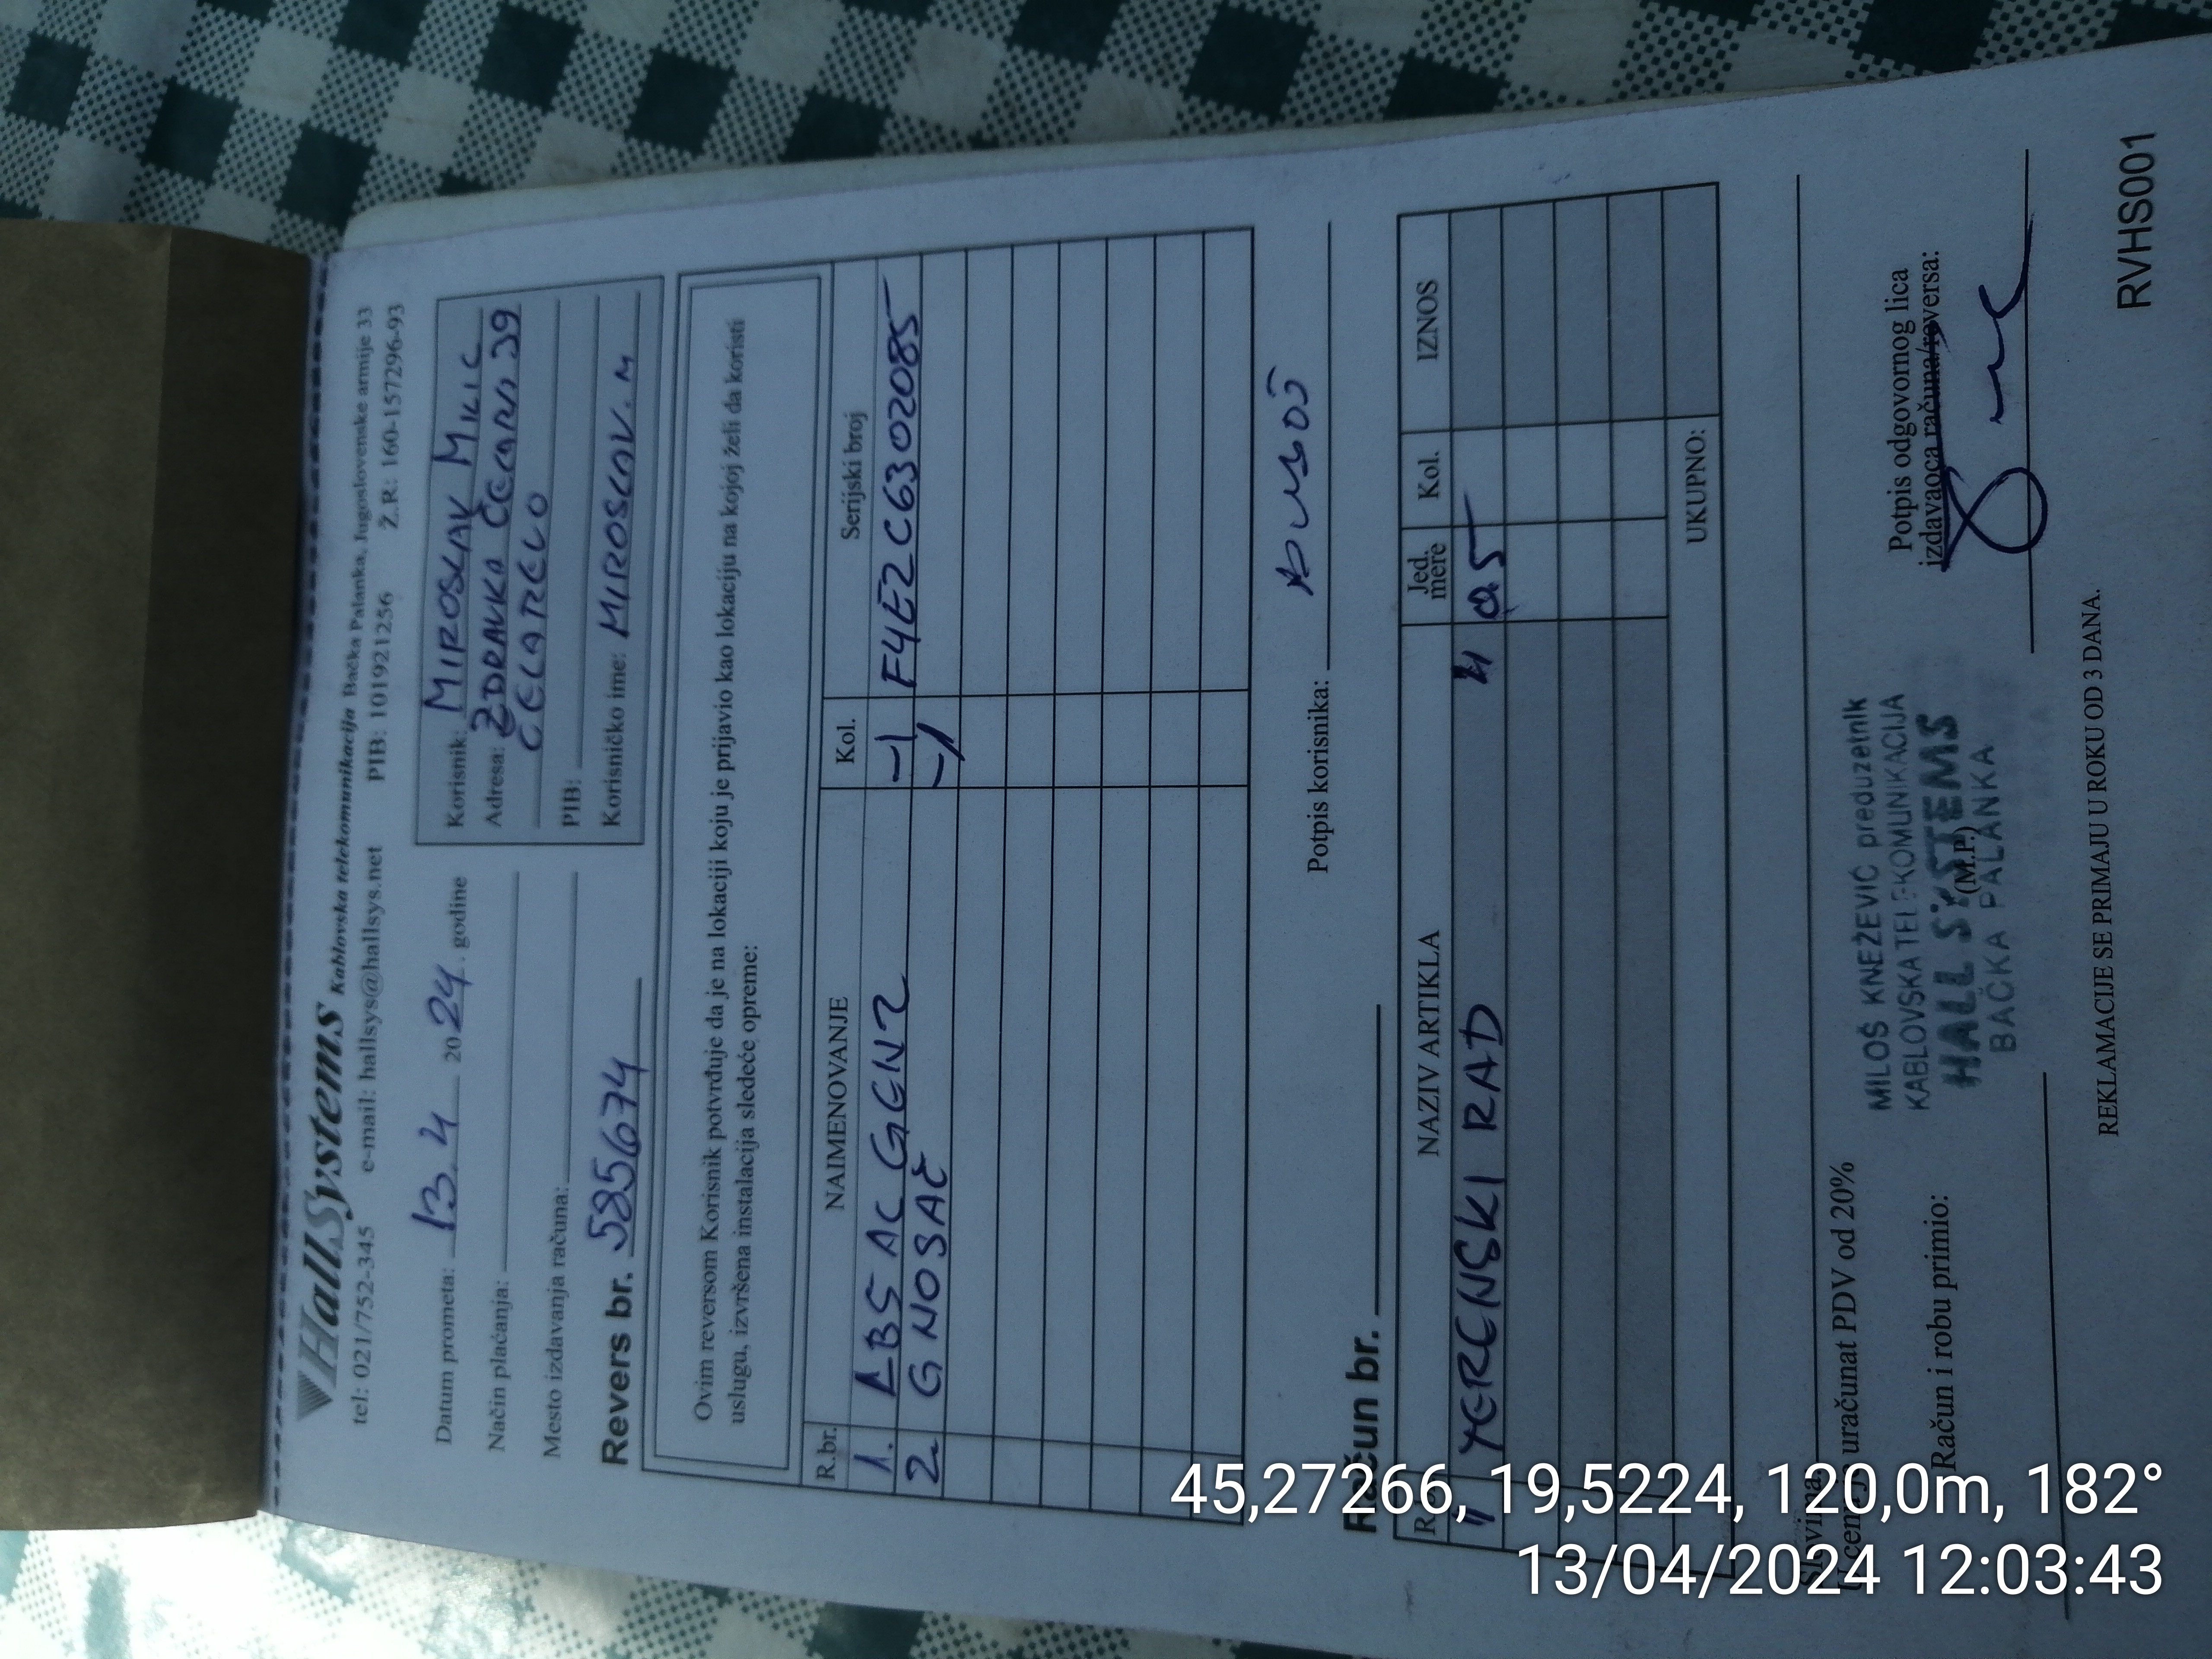 HallSystems Kablovska telekomunikacija Bačka Palanka, Jugoslovenske armije 33
tel: 021/752-345 e-mail: hallsys@hallsys.net PIB: 101921256 Ž.R: 160-157296-93
Datum prometa: 13.4 2024. godine
Način plaćanja:
Mesto izdavanja računa:
Revers br. 585674
Korisnik: MIROSLAV MIKIC
Adresa: ZDRAVKA ČELARA 39
CELAREVO
PIB:
Korisničko ime: MIROSLAV.M
Ovim reversom Korisnik potvrđuje da je na lokaciji koju je prijavio kao lokaciju na kojoj želi da koristi
uslugu, izvršena instalacija sledeće opreme:
R.br. NAIMENOVANJE Kol. Serijski broj
1. LBS AC GEN2 1 F4E2C6302085
2 G NOSAČ 1
Potpis korisnika:
Račun br.
NAZIV ARTIKLA Jed. mere Kol. IZNOS
1 TERENSKI RAD
UKUPNO:
U cenu je uračunat PDV od 20%
Račun i robu primio:
MILOŠ KNEŽEVIĆ preduzetnik
KABLOVSKA TELEKOMUNIKACIJA
HALL SYSTEMS
(M.P.)
BAČKA PALANKA
Potpis odgovornog lica
izdavaoca računa/reversa:
REKLAMACIJE SE PRIMAJU U ROKU OD 3 DANA.
RVHS001
45,27266, 19,5224, 120,0m, 182°
13/04/2024 12:03:43